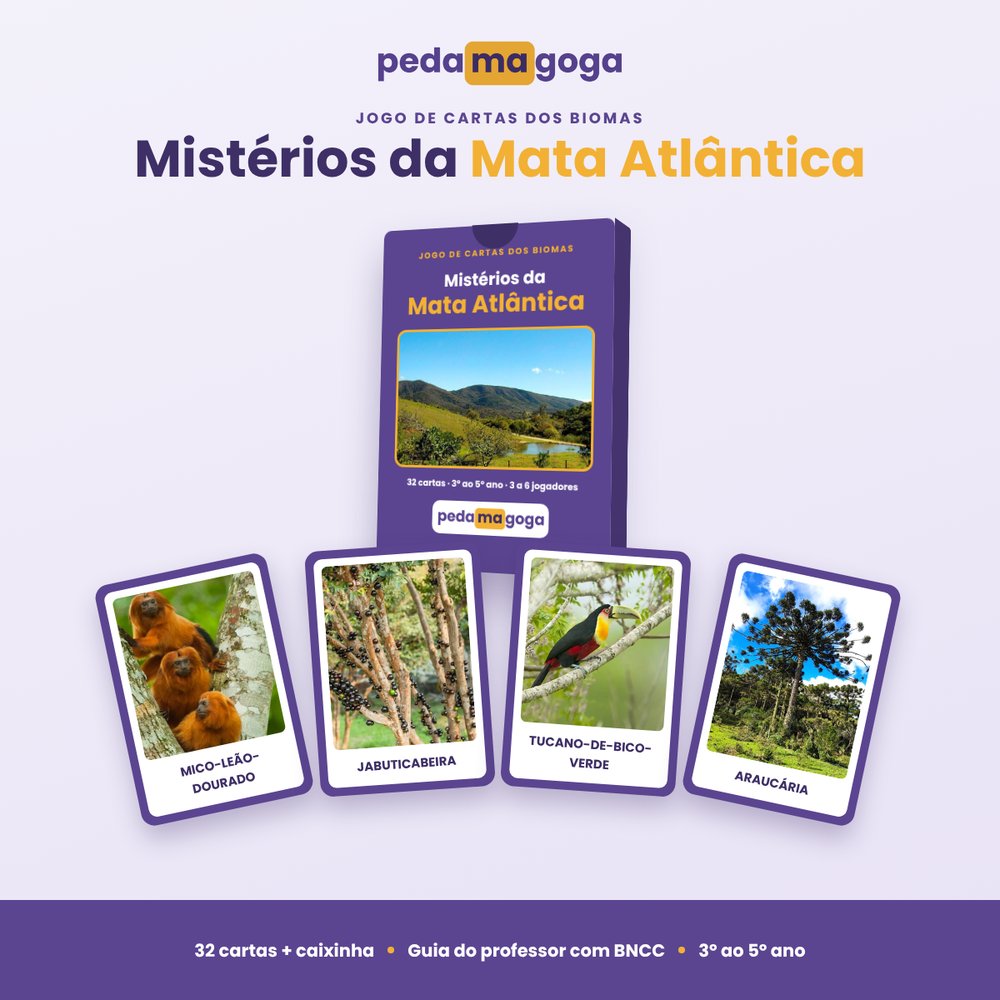 pedamagoga
JOGO DE CARTAS DOS BIOMAS
Mistérios da Mata Atlântica
JOGO DE CARTAS DOS BIOMAS
Mistérios da
Mata Atlântica
32 cartas · 3º ao 5º ano · 3 a 6 jogadores
pedamagoga
MICO-LEÃO-
DOURADO
JABUTICABEIRA
TUCANO-DE-BICO-
VERDE
ARAUCÁRIA
32 cartas + caixinha • Guia do professor com BNCC • 3º ao 5º ano